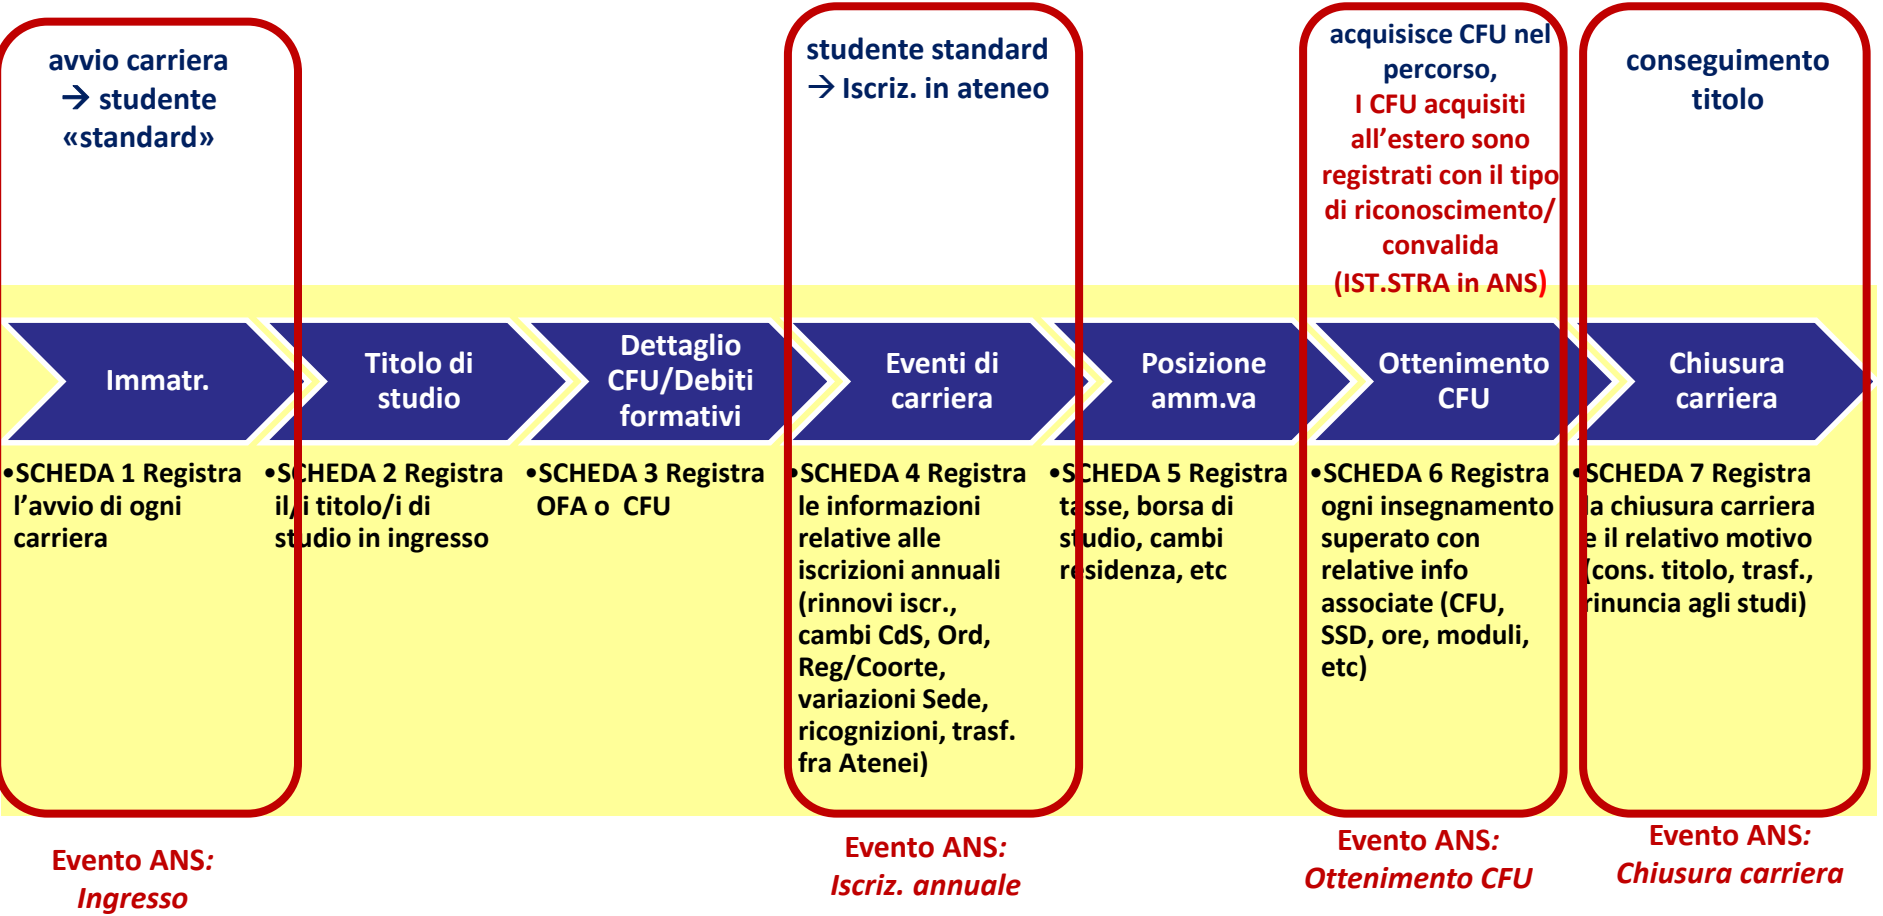 avvio carriera
→ studente
«standard»
studente standard
→ Iscriz. in ateneo
acquisisce CFU nel
percorso,
I CFU acquisiti
all’estero sono
registrati con il tipo
di riconoscimento/
convalida
(IST.STRA in ANS)
conseguimento
titolo
Immatr.
Titolo di
studio
Dettaglio
CFU/Debiti
formativi
Eventi di
carriera
Posizione
amm.va
Ottenimento
CFU
Chiusura
carriera
•SCHEDA 1 Registra
l’avvio di ogni
carriera
•SCHEDA 2 Registra
il/i titolo/i di
studio in ingresso
•SCHEDA 3 Registra
OFA o CFU
•SCHEDA 4 Registra
le informazioni
relative alle
iscrizioni annuali
(rinnovi iscr.,
cambi CdS, Ord,
Reg/Coorte,
variazioni Sede,
ricognizioni, trasf.
fra Atenei)
•SCHEDA 5 Registra
tasse, borsa di
studio, cambi
residenza, etc
•SCHEDA 6 Registra
ogni insegnamento
superato con
relative info
associate (CFU,
SSD, ore, moduli,
etc)
•SCHEDA 7 Registra
la chiusura carriera
e il relativo motivo
(cons. titolo, trasf.,
rinuncia agli studi)
Evento ANS:
Ingresso
Evento ANS:
Iscriz. annuale
Evento ANS:
Ottenimento CFU
Evento ANS:
Chiusura carriera